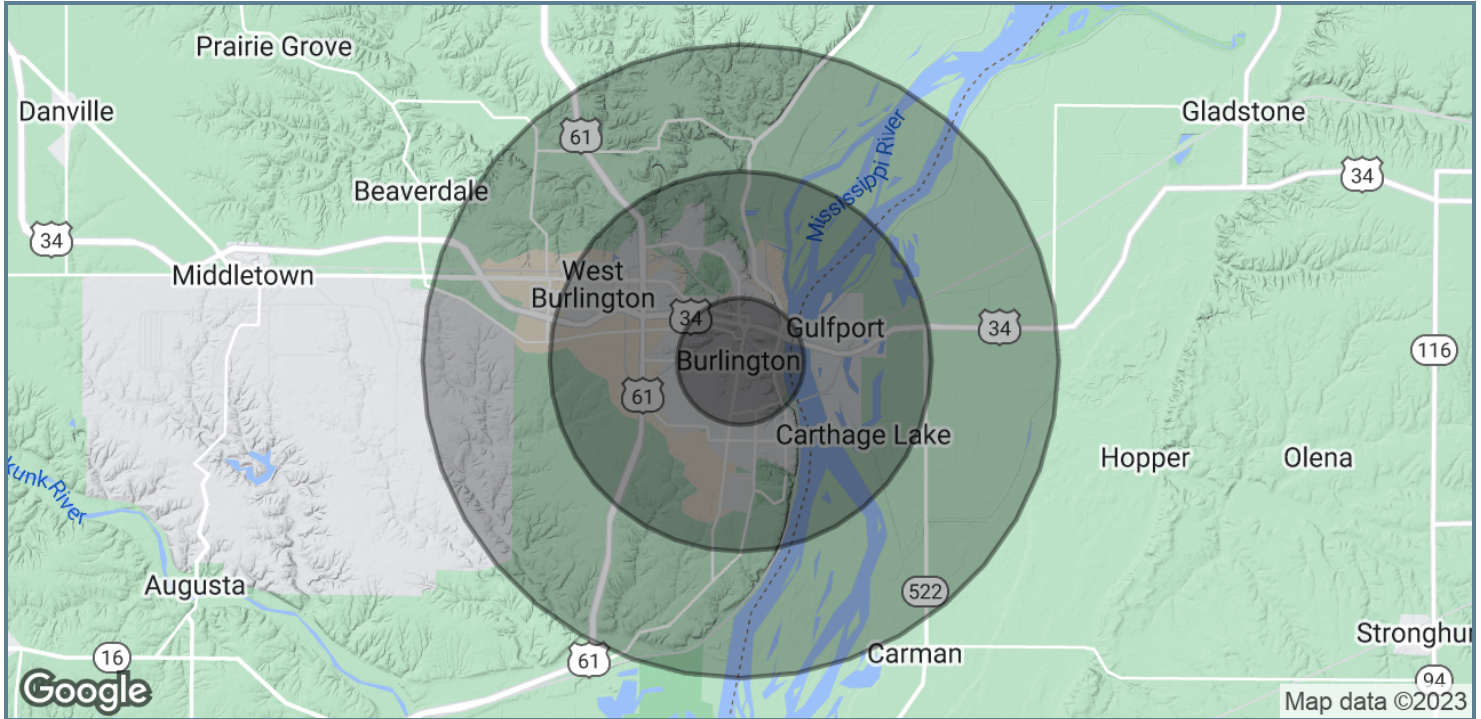 Prairie Grove
Danville
Gladstone
61
Mississippi River
34
Beaverdale
34
Middletown
West
Burlington
34
Gulfport
34
116
Burlington
61
Carthage Lake
Hopper
Olena
kunk River
Augusta
522
Stronghur
16
61
Carman
94
Google
Map data ©2023